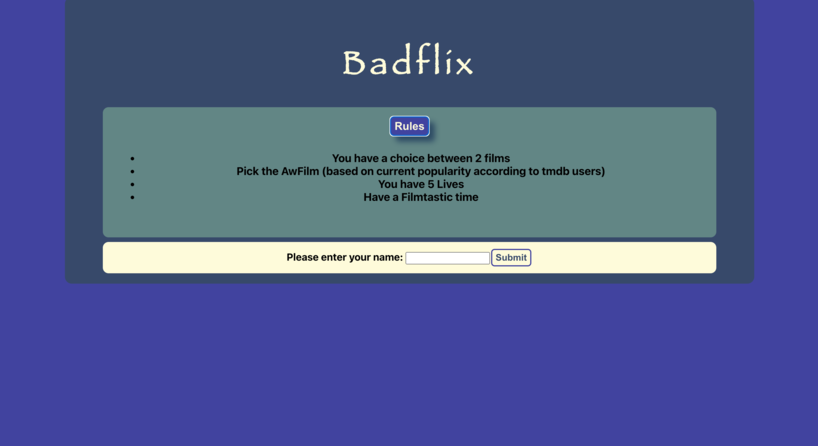 Badflix
Rules
You have a choice between 2 films
Pick the AwFilm (based on current popularity according to tmdb users)
You have 5 Lives
Have a Filmtastic time
Please enter your name: Submit